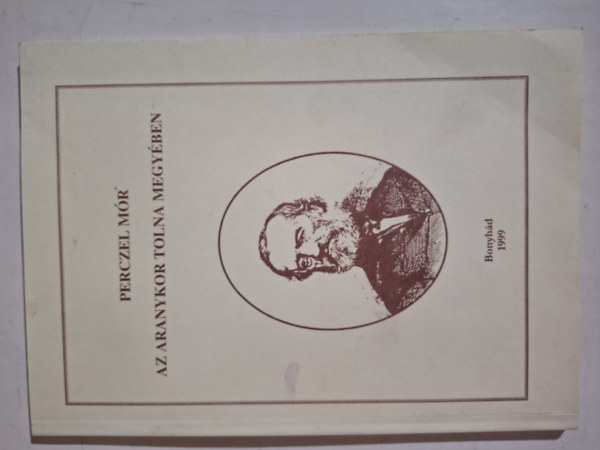 PERCZEL MÓR
AZ ARANYKOR TOLNA MEGYÉBEN
Bonyhád
1999